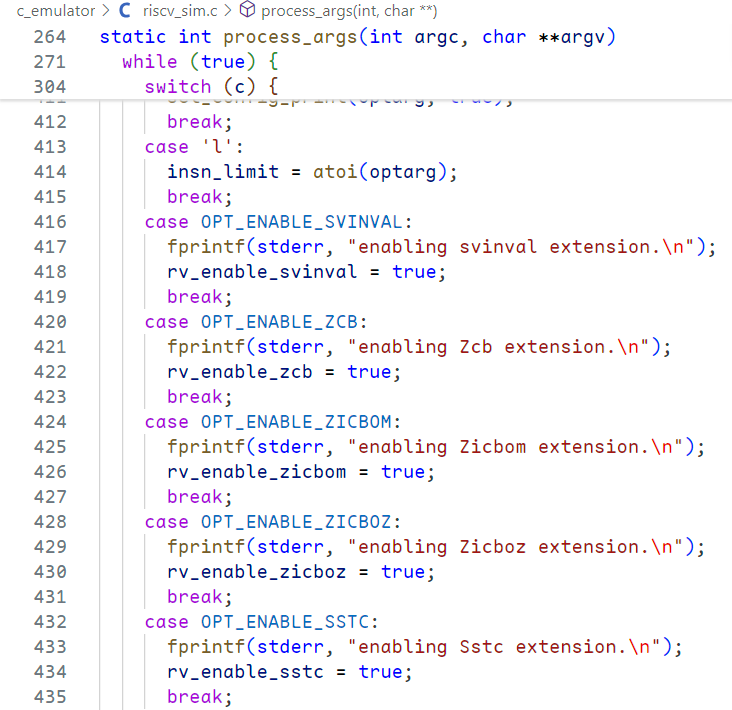 c_emulator > C riscv_sim.c > process_args(int, char **)
264 static int process_args(int argc, char **argv)
271 while (true) {
304 switch (c) {
412 break;
413 case 'l':
414 insn_limit = atoi(optarg);
415 break;
416 case OPT_ENABLE_SVINVAL:
417 fprintf(stderr, "enabling svinval extension.\n");
418 rv_enable_svinval = true;
419 break;
420 case OPT_ENABLE_ZCB:
421 fprintf(stderr, "enabling Zcb extension.\n");
422 rv_enable_zcb = true;
423 break;
424 case OPT_ENABLE_ZICBOM:
425 fprintf(stderr, "enabling Zicbom extension.\n");
426 rv_enable_zicbom = true;
427 break;
428 case OPT_ENABLE_ZICBOZ:
429 fprintf(stderr, "enabling Zicboz extension.\n");
430 rv_enable_zicboz = true;
431 break;
432 case OPT_ENABLE_SSTC:
433 fprintf(stderr, "enabling Sstc extension.\n");
434 rv_enable_sstc = true;
435 break;